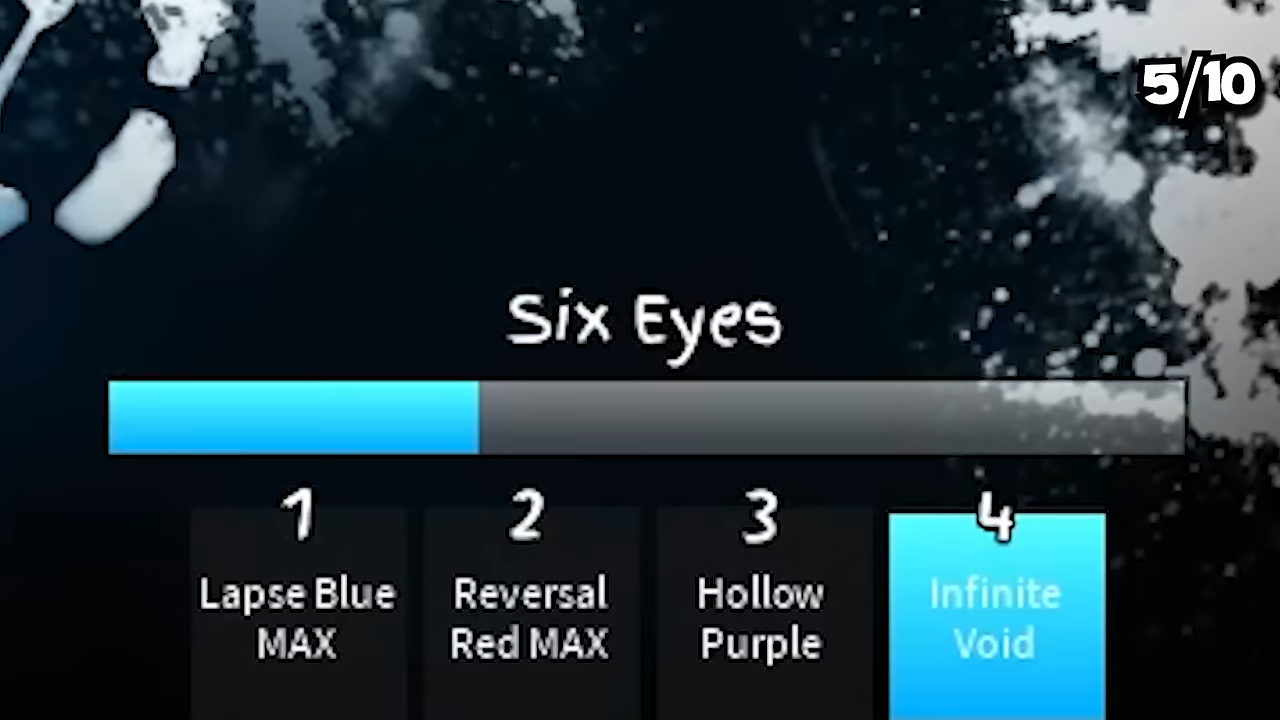 5/10
Six Eyes
1
Lapse Blue
MAX
2
Reversal
Red MAX
3
Hollow
Purple
4
Infinite
Void